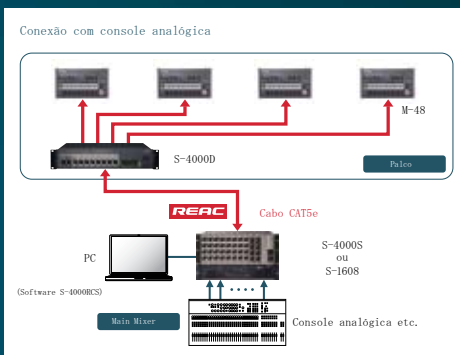 Conexão com console analógica
M-48
S-4000D
Palco
REAC
Cabo CAT5e
PC
S-4000S
ou
S-1608
(Software S-4000RCS)
Main Mixer
Console analógica etc.